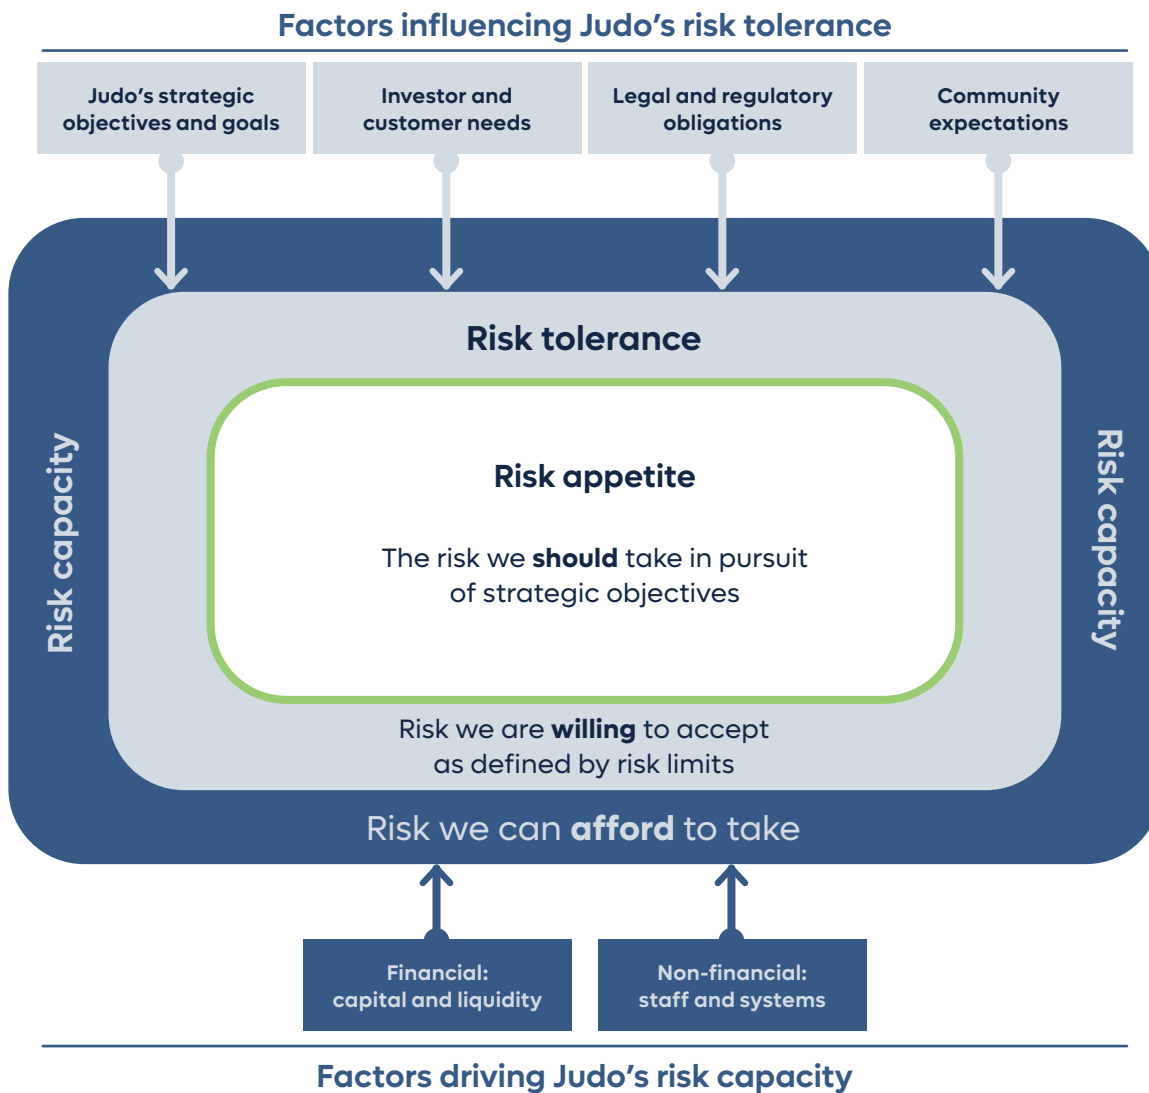 Factors influencing Judo's risk tolerance
Judo's strategic
objectives and goals
Investor and
customer needs
Legal and regulatory
obligations
Community
expectations
Risk tolerance
Risk capacity
Risk capacity
Risk appetite
The risk we should take in pursuit
of strategic objectives
Risk we are willing to accept
as defined by risk limits
Risk we can afford to take
Financial:
capital and liquidity
Non-financial:
staff and systems
Factors driving Judo's risk capacity